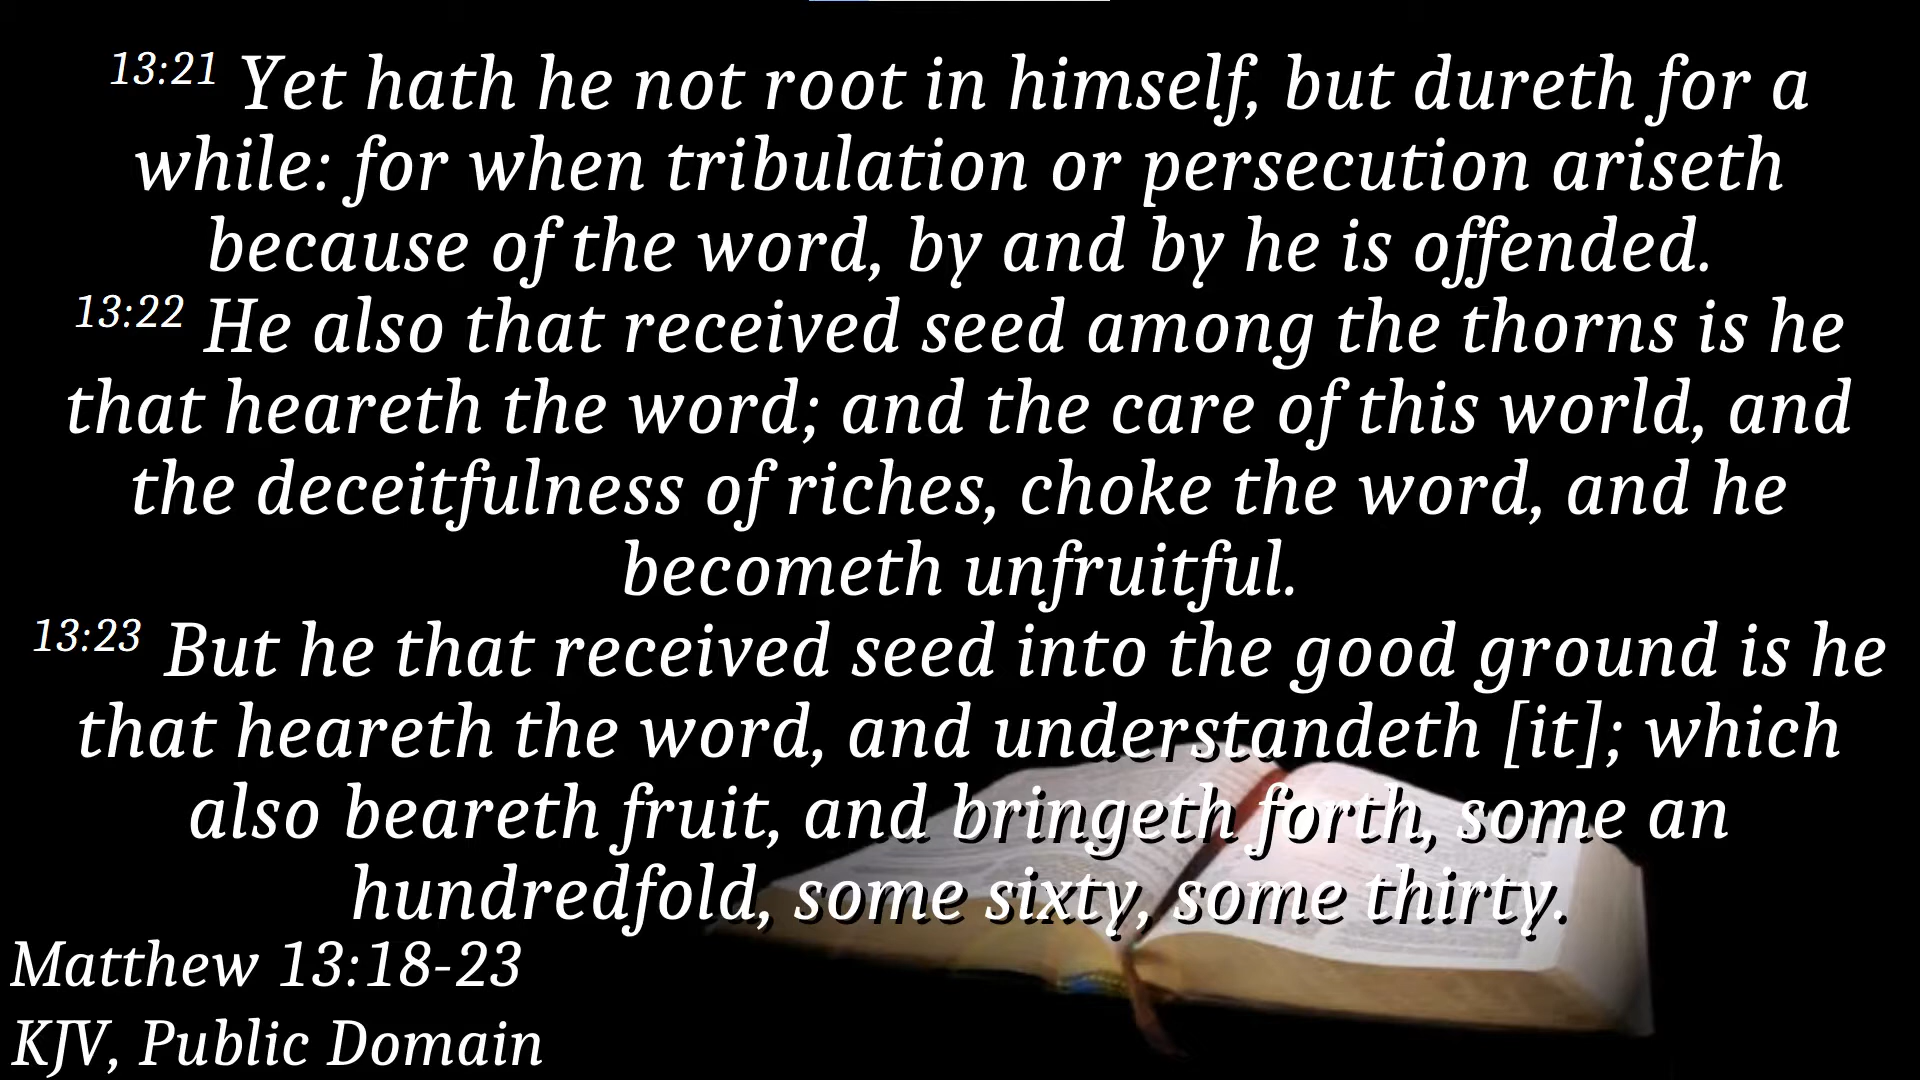 13:21 Yet hath he not root in himself, but dureth for a
while: for when tribulation or persecution ariseth
because of the word, by and by he is offended.
13:22 He also that received seed among the thorns is he
that heareth the word; and the care of this world, and
the deceitfulness of riches, choke the word, and he
becometh unfruitful.
13:23 But he that received seed into the good ground is he
that heareth the word, and understandeth [it]; which
also beareth fruit, and bringeth forth, some an
hundredfold, some sixty, some thirty.
Matthew 13:18-23
KJV, Public Domain